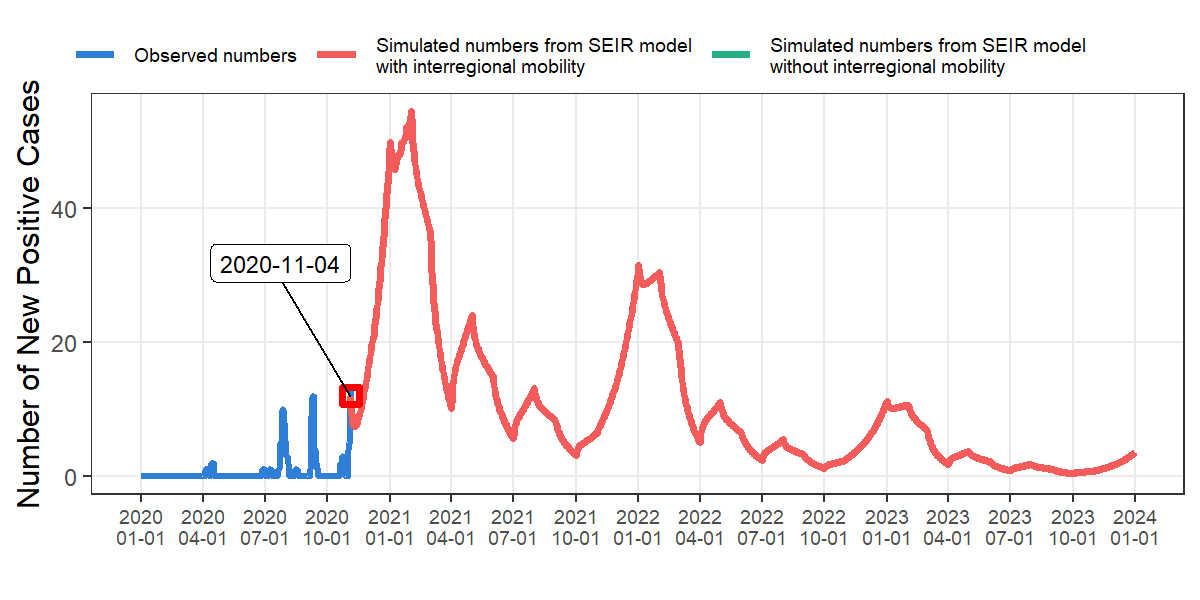 Observed numbers
Simulated numbers from SEIR model
with interregional mobility
Simulated numbers from SEIR model
without interregional mobility
Number of New Positive Cases
40
20
0
2020-11-04
2020 2020 2020 2020 2021 2021 2021 2021 2022 2022 2022 2022 2023 2023 2023 2023 2024
01-01 04-01 07-01 10-01 01-01 04-01 07-01 10-01 01-01 04-01 07-01 10-01 01-01 04-01 07-01 10-01 01-01